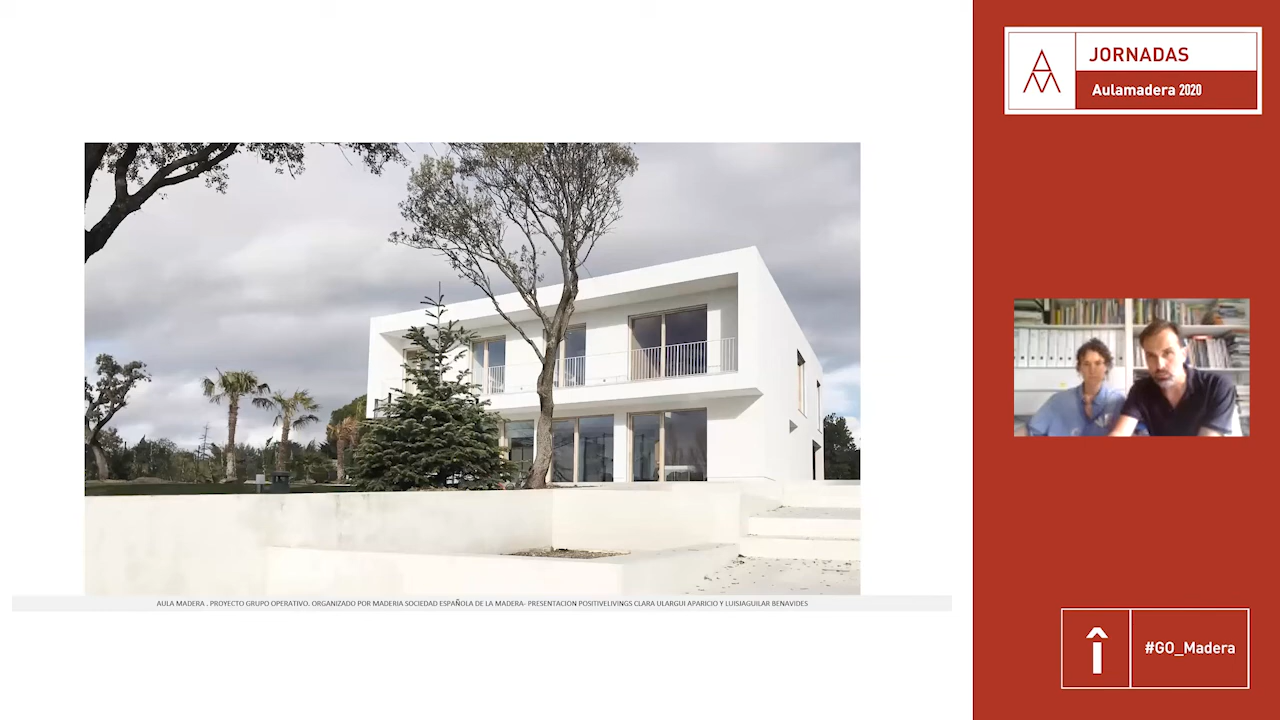 JORNADAS
Aulamadera 2020
AULA MADERA . PROYECTO GRUPO OPERATIVO. ORGANIZADO POR MADERIA SOCIEDAD ESPAÑOLA DE LA MADERA- PRESENTACION POSITIVELIVINGS CLARA ULARGUI APARICIO Y LUISJAGUILAR BENAVIDES
#GO_Madera